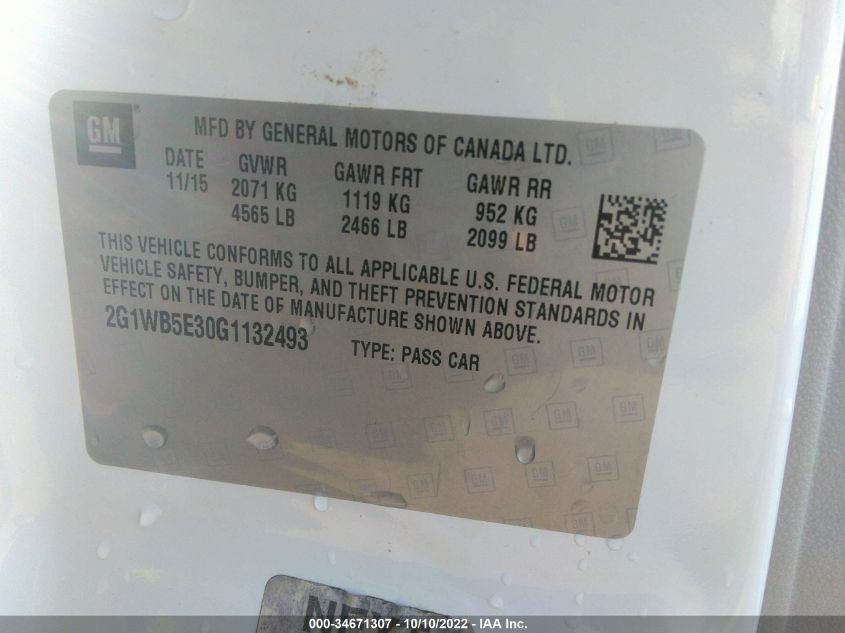 GM
MFD BY GENERAL MOTORS OF CANADA LTD.
DATE GVWR GAWR FRT GAWR RR
11/15 2071 KG 1119 KG 952 KG
4565 LB 2466 LB 2099 LB
THIS VEHICLE CONFORMS TO ALL APPLICABLE U.S. FEDERAL MOTOR
VEHICLE SAFETY, BUMPER, AND THEFT PREVENTION STANDARDS IN
EFFECT ON THE DATE OF MANUFACTURE SHOWN ABOVE.
2G1WB5E30G1132493 TYPE: PASS CAR
000-34671307 - 10/10/2022 - IAA Inc.